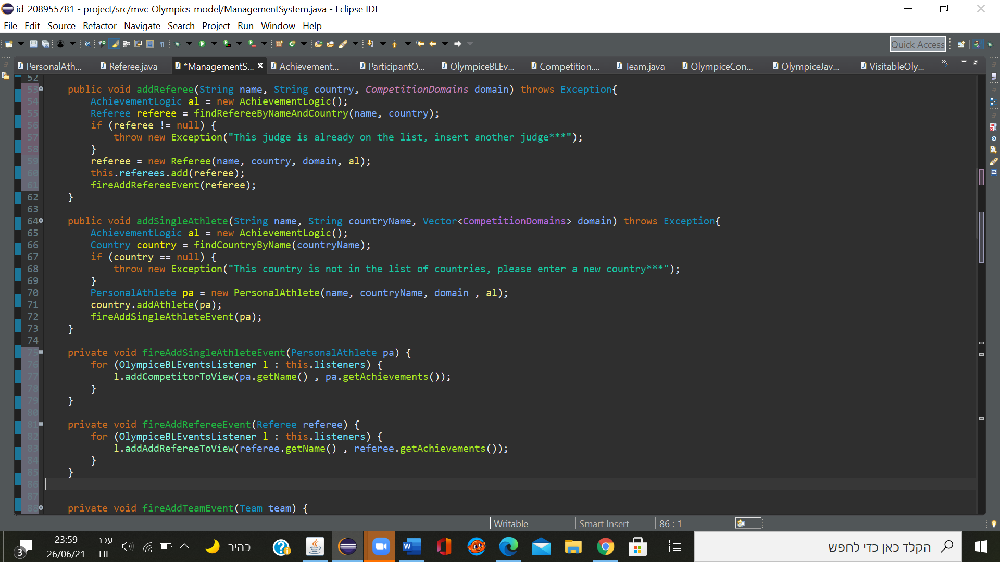 id_208955781 - project/src/mvc_Olympics_model/ManagementSystem.java - Eclipse IDE
File Edit Source Refactor Navigate Search Project Run Window Help
Quick Access
PersonalAth... Referee.java *ManagementS... Achievement... ParticipantO... OlympiceBLEv... Competition.... Team.java OlympiceCon... OlympiceJav... VisitableOly... »2
52
53 public void addReferee(String name, String country, CompetitionDomains domain) throws Exception{
54 AchievementLogic al = new AchievementLogic();
55 Referee referee = findRefereeByNameAndCountry(name, country);
56 if (referee != null) {
57 throw new Exception("This judge is already on the list, insert another judge***");
58 }
59 referee = new Referee(name, country, domain, al);
60 this.referees.add(referee);
61 fireAddRefereeEvent(referee);
62 }
63
64 public void addSingleAthlete(String name, String countryName, Vector<CompetitionDomains> domain) throws Exception{
65 AchievementLogic al = new AchievementLogic();
66 Country country = findCountryByName(countryName);
67 if (country == null) {
68 throw new Exception("This country is not in the list of countries, please enter a new country***");
69 }
70 PersonalAthlete pa = new PersonalAthlete(name, countryName, domain , al);
71 country.addAthlete(pa);
72 fireAddSingleAthleteEvent(pa);
73 }
74
75 private void fireAddSingleAthleteEvent(PersonalAthlete pa) {
76 for (OlympiceBLEventsListener l : this.listeners) {
77 l.addCompetitorToView(pa.getName() , pa.getAchievements());
78 }
79 }
80
81 private void fireAddRefereeEvent(Referee referee) {
82 for (OlympiceBLEventsListener l : this.listeners) {
83 l.addAddRefereeToView(referee.getName() , referee.getAchievements());
84 }
85 }
86
87
88 private void fireAddTeamEvent(Team team) {
Writable Smart Insert 86 : 1
3
23:59
26/06/21
עבר
HE
בהיר
הקלד כאן כדי לחפש